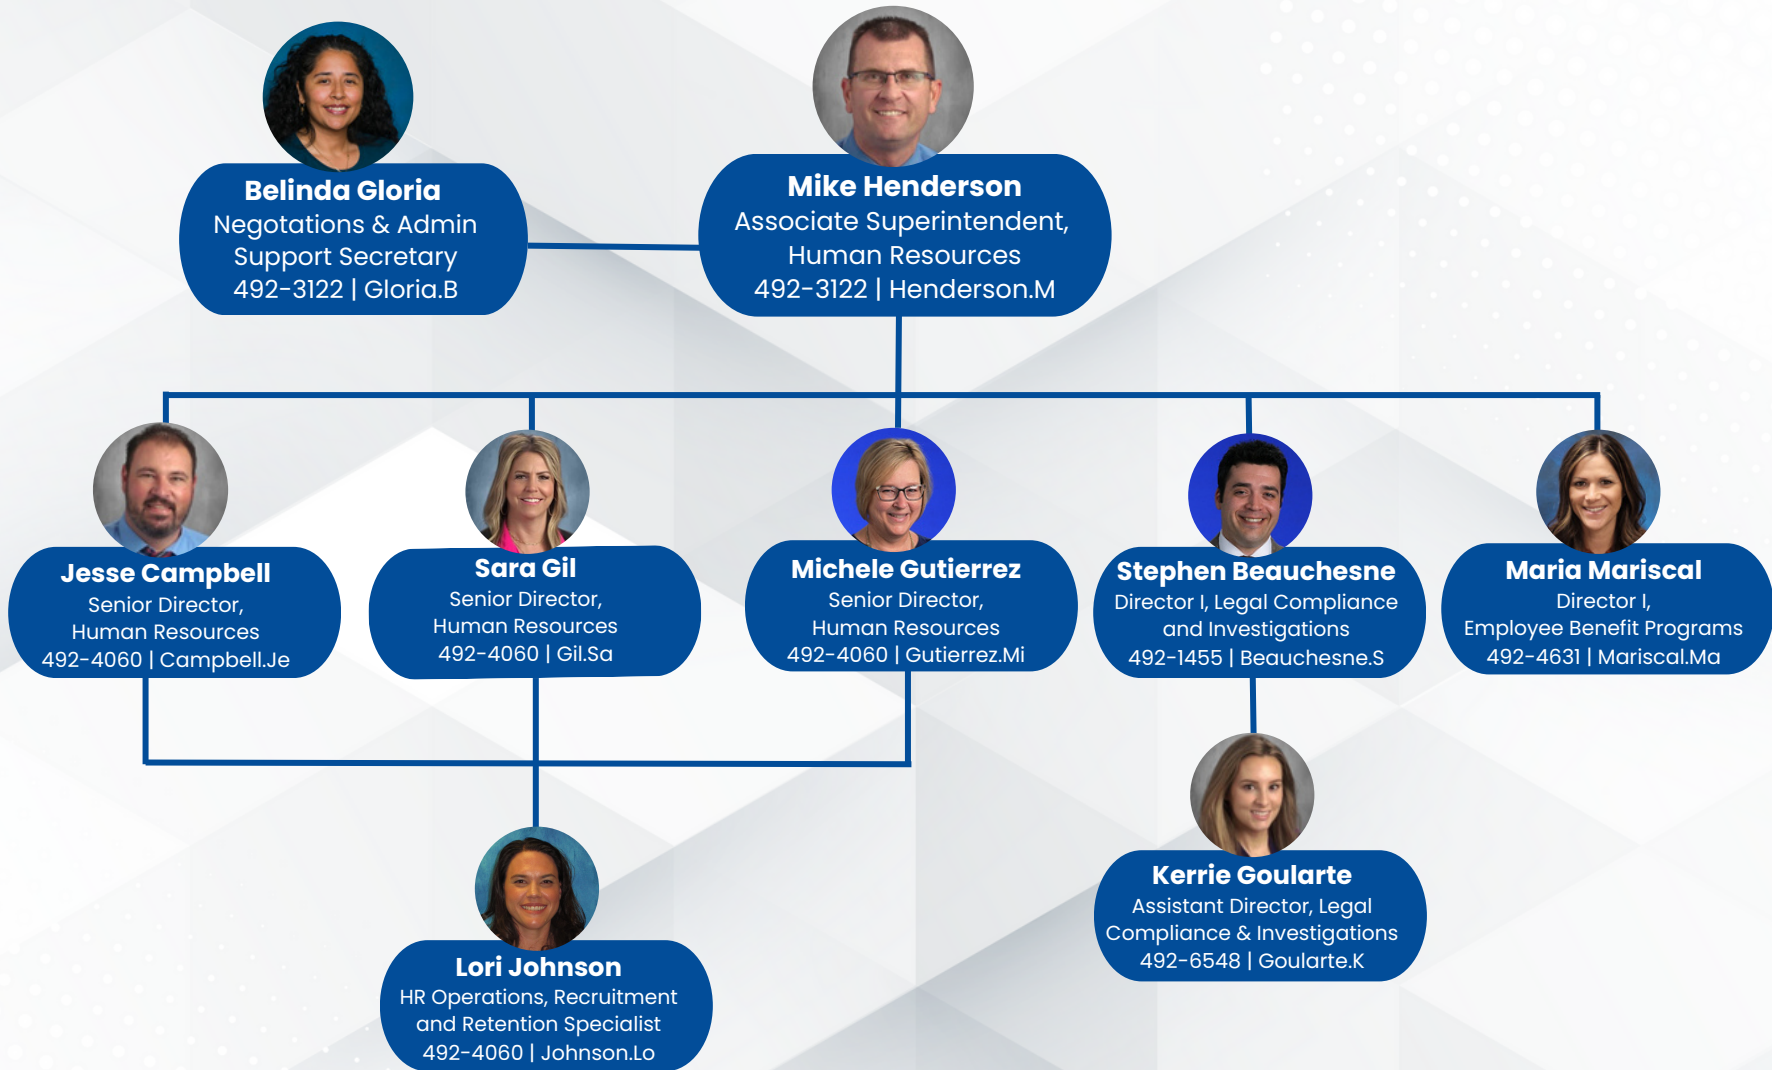 Belinda Gloria
Negotations & Admin
Support Secretary
492-3122 | Gloria.B
Mike Henderson
Associate Superintendent,
Human Resources
492-3122 | Henderson.M
Jesse Campbell
Senior Director,
Human Resources
492-4060 | Campbell.Je
Sara Gil
Senior Director,
Human Resources
492-4060 | Gil.Sa
Michele Gutierrez
Senior Director,
Human Resources
492-4060 | Gutierrez.Mi
Stephen Beauchesne
Director I, Legal Compliance
and Investigations
492-1455 | Beauchesne.S
Maria Mariscal
Director I,
Employee Benefit Programs
492-4631 | Mariscal.Ma
Lori Johnson
HR Operations, Recruitment
and Retention Specialist
492-4060 | Johnson.Lo
Kerrie Goularte
Assistant Director, Legal
Compliance & Investigations
492-6548 | Goularte.K